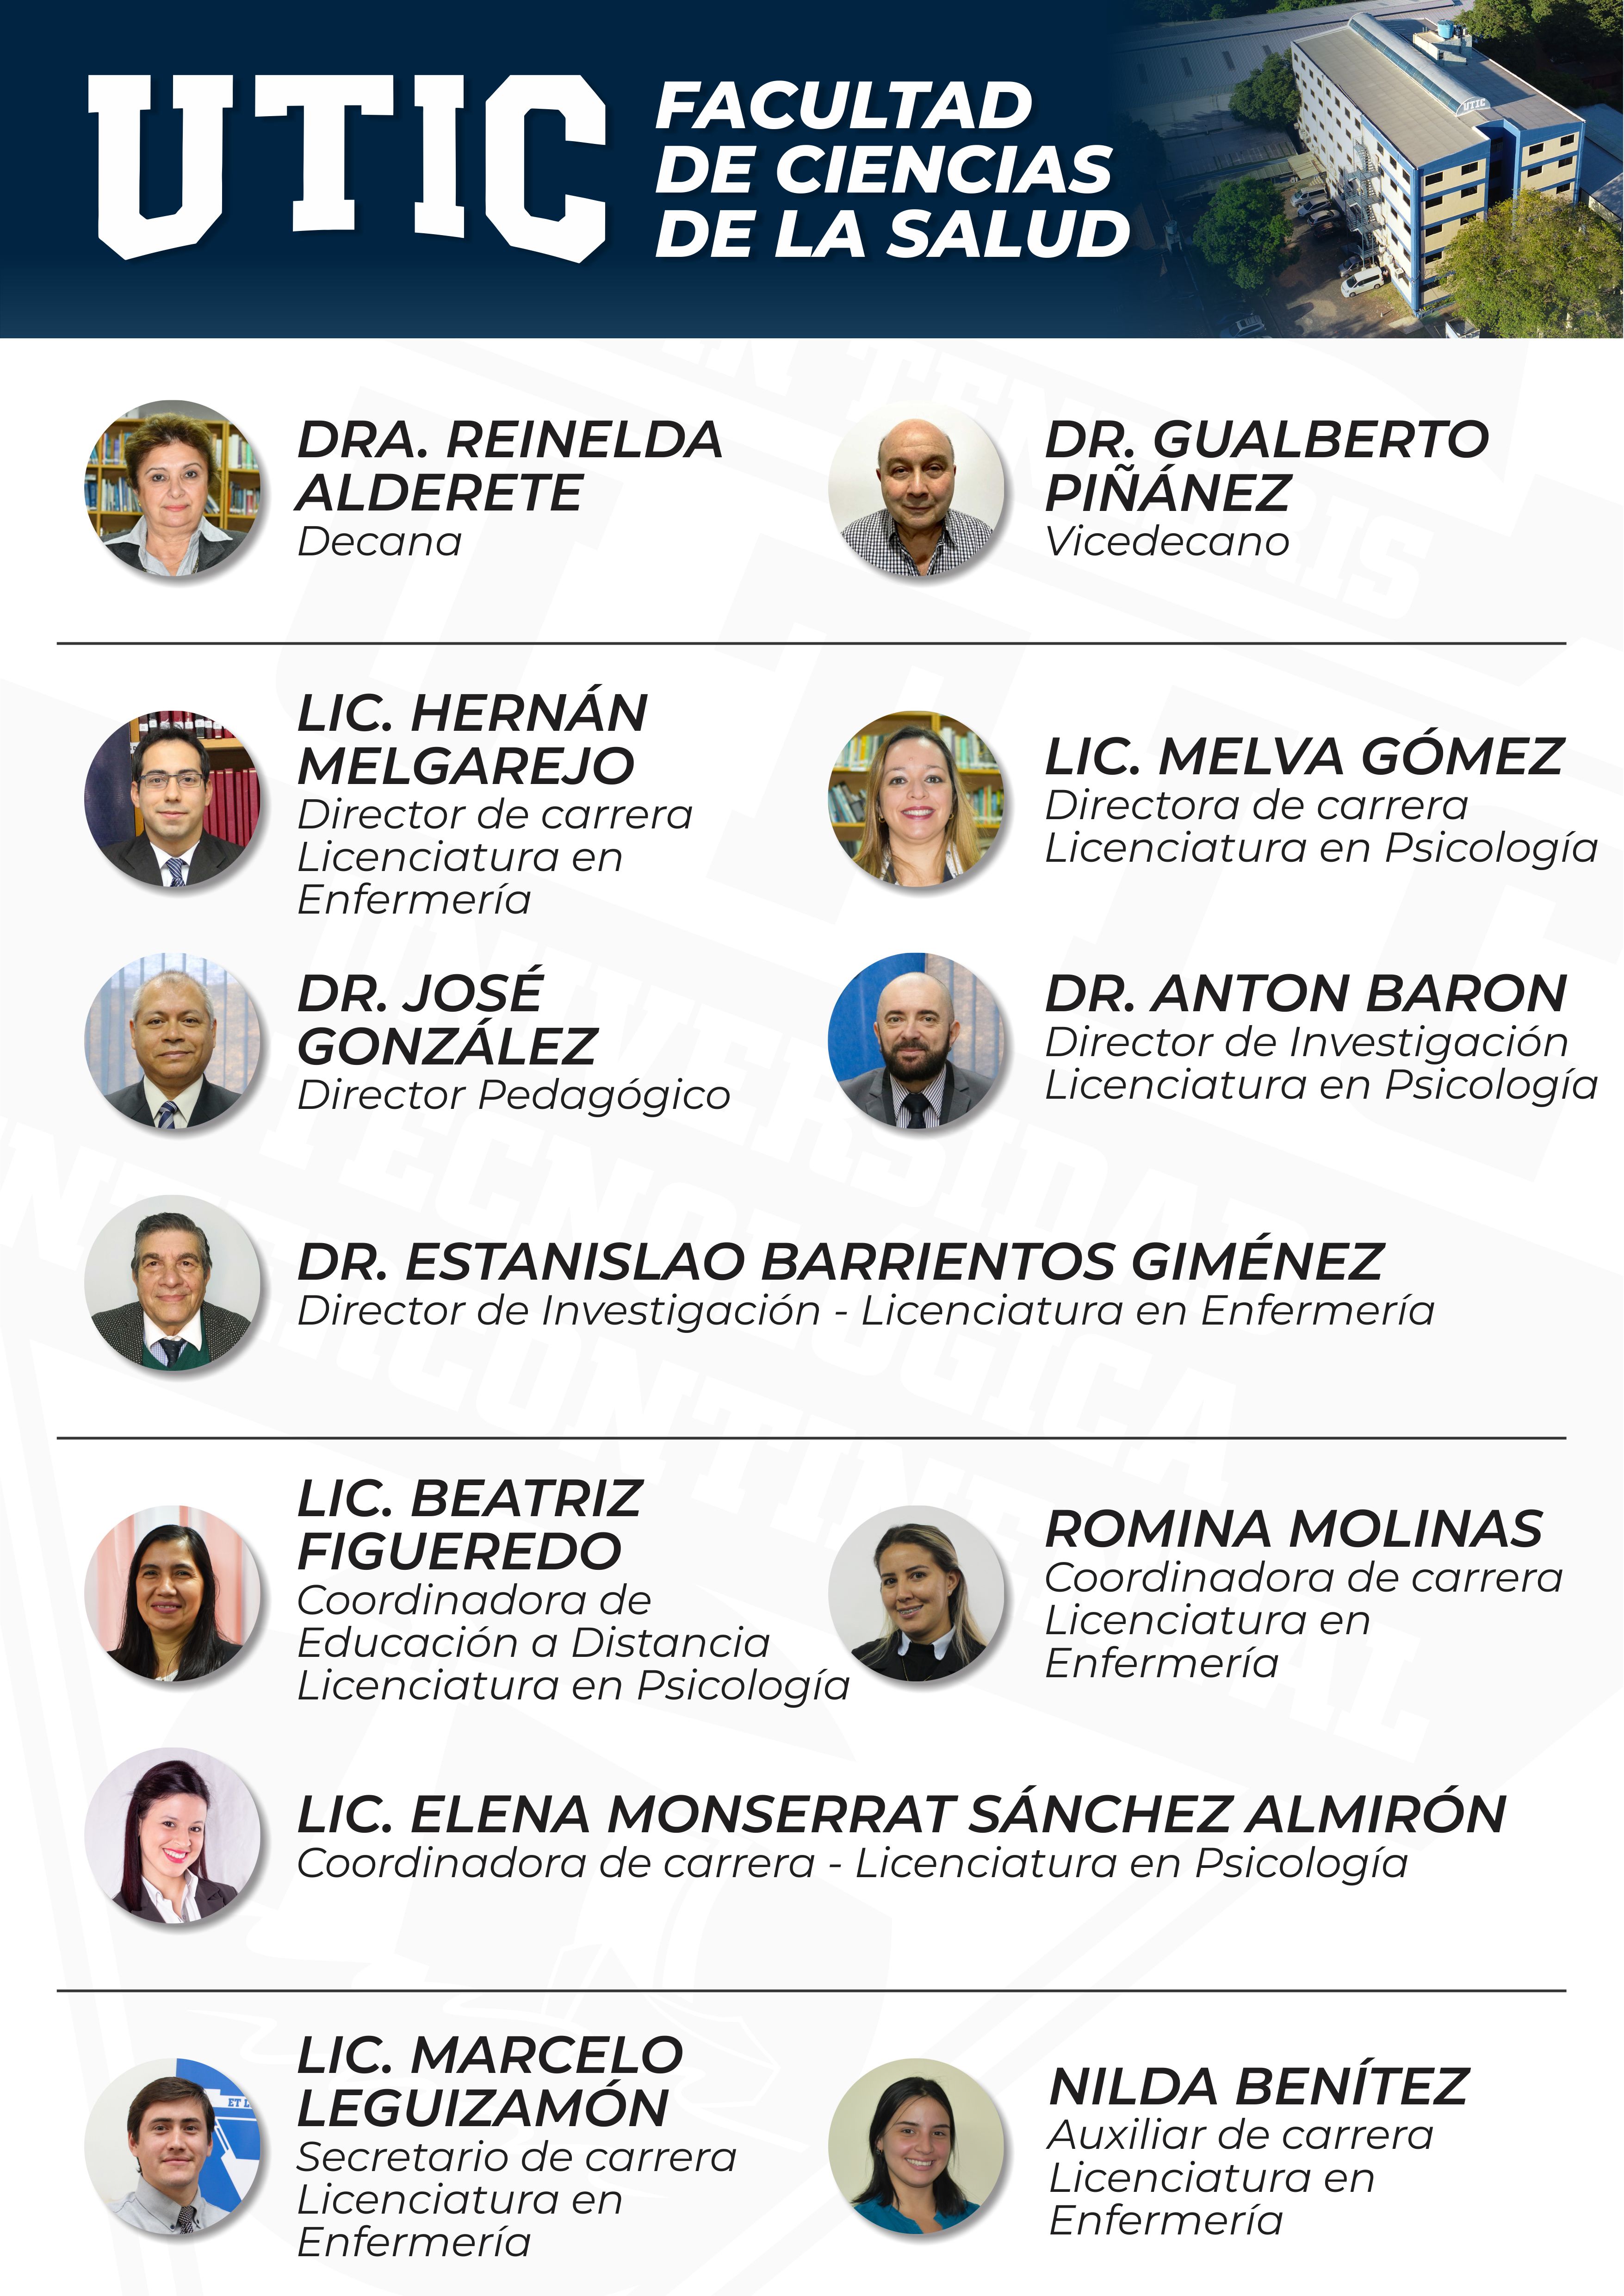 UTIC
FACULTAD
DE CIENCIAS
DE LA SALUD
UTIC
DRA. REINELDA
ALDERETE
Decana
DR. GUALBERTO
PIÑÁNEZ
Vicedecano
LIC. HERNÁN
MELGAREJO
Director de carrera
Licenciatura en
Enfermería
LIC. MELVA GÓMEZ
Directora de carrera
Licenciatura en Psicología
DR. JOSÉ
GONZÁLEZ
Director Pedagógico
DR. ANTON BARON
Director de Investigación
Licenciatura en Psicología
DR. ESTANISLAO BARRIENTOS GIMÉNEZ
Director de Investigación - Licenciatura en Enfermería
LIC. BEATRIZ
FIGUEREDO
Coordinadora de
Educación a Distancia
Licenciatura en Psicología
ROMINA MOLINAS
Coordinadora de carrera
Licenciatura en
Enfermería
LIC. ELENA MONSERRAT SÁNCHEZ ALMIRÓN
Coordinadora de carrera - Licenciatura en Psicología
LIC. MARCELO
LEGUIZAMÓN
Secretario de carrera
Licenciatura en
Enfermería
NILDA BENÍTEZ
Auxiliar de carrera
Licenciatura en
Enfermería